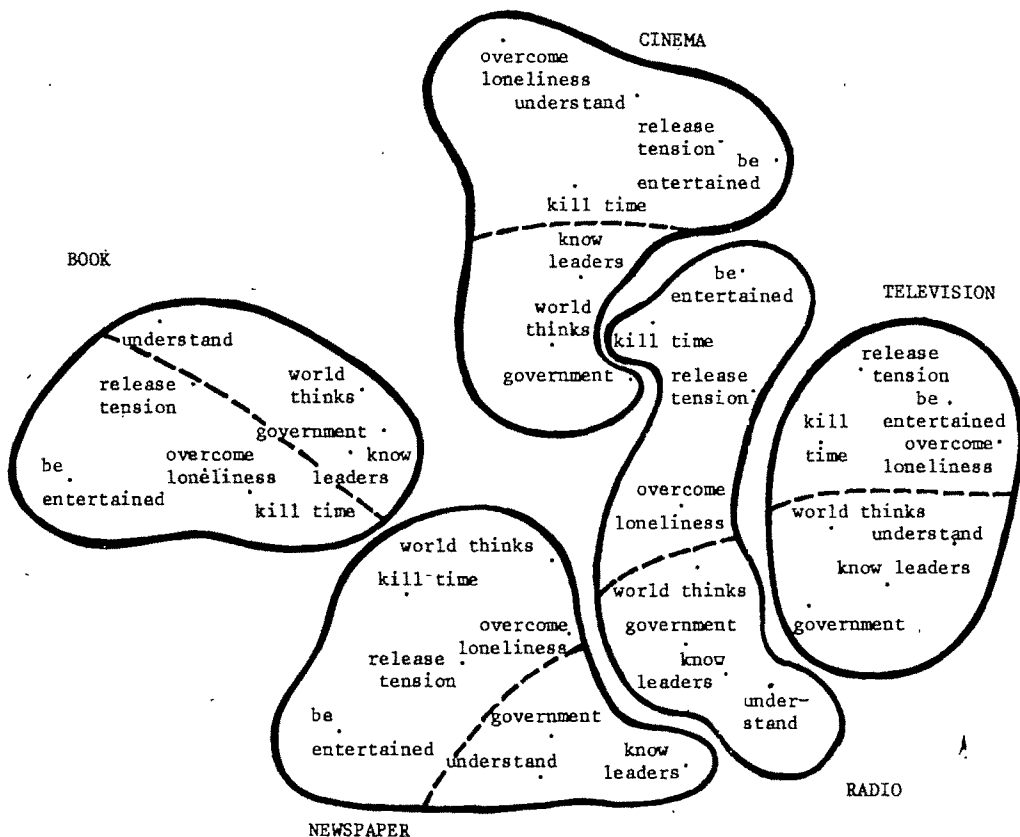 CINEMA
overcome
loneliness
understand
release
tension
be
entertained
kill time
know
leaders
world
thinks
government
BOOK
understand
release
tension
world
thinks
government
know
leaders
be
entertained
overcome
loneliness
kill time
be
entertained
kill time
release
tension
overcome
loneliness
world thinks
government
know
leaders
under-
stand
RADIO
TELEVISION
release
tension
be
entertained
kill
time
overcome
loneliness
world thinks
understand
know leaders
government
world thinks
kill time
overcome
loneliness
release
tension
be
entertained
government
understand
know
leaders
NEWSPAPER